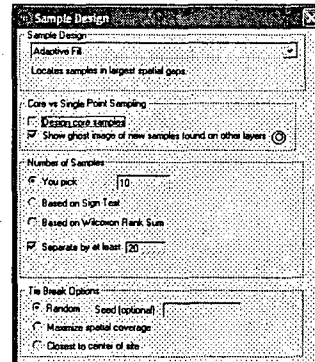 Sample Design
Sample Design
Adaptive Fill
Locates samples in largest spatial gaps.
Core vs Single Point Sampling
Design core samples
Show ghost image of new samples found on other layers
Number of Samples
You pick 10
Based on Sign Test
Based on Wilcoxon Rank Sum
Separate by at least 20
Tie Break Options
Random Seed (optional)
Maximize spatial coverage
Closest to center of site